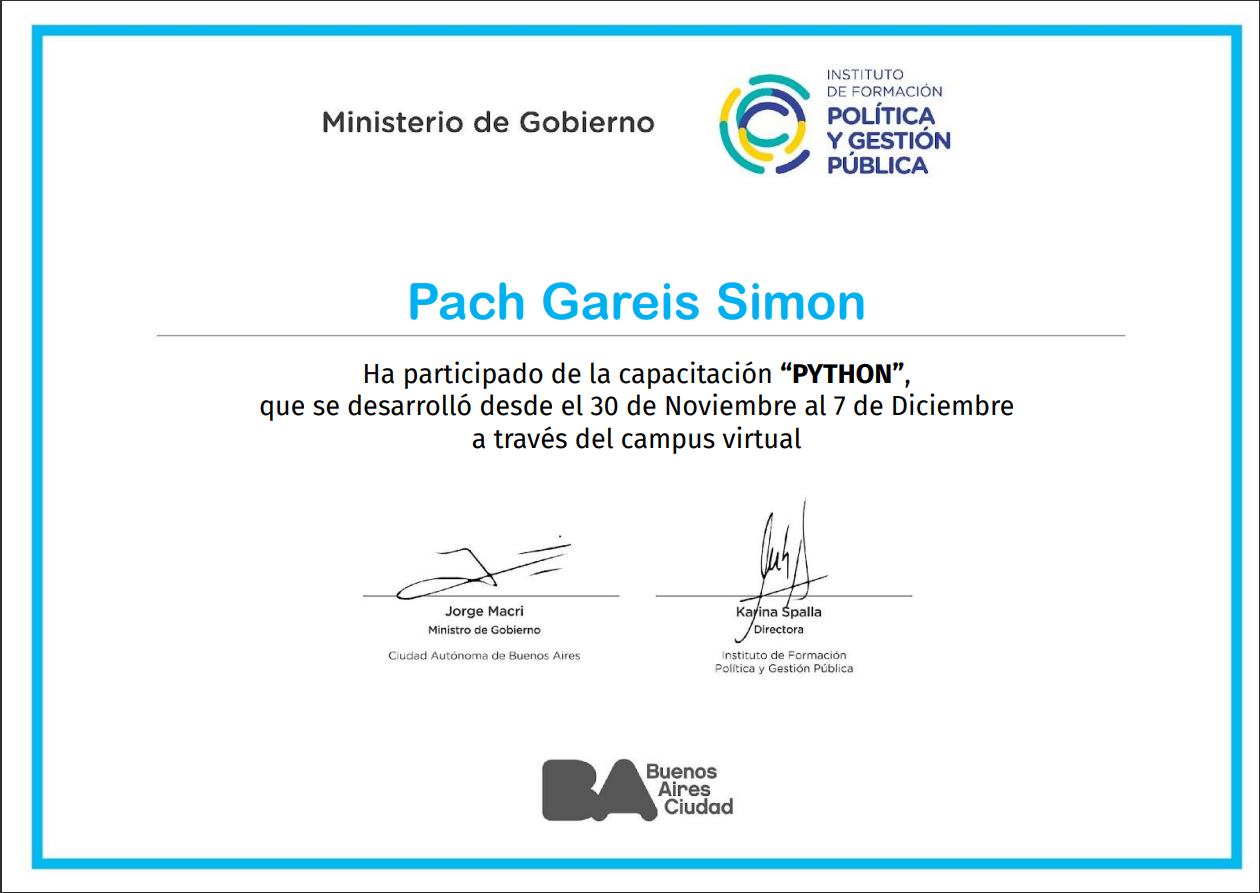 Ministerio de Gobierno
INSTITUTO
DE FORMACIÓN
POLÍTICA
Y GESTIÓN
PÚBLICA
Pach Gareis Simon
Ha participado de la capacitación “PYTHON”,
que se desarrolló desde el 30 de Noviembre al 7 de Diciembre
a través del campus virtual
Jorge Macri
Ministro de Gobierno
Ciudad Autónoma de Buenos Aires
Karina Spalla
Directora
Instituto de Formación
Política y Gestión Pública
BA
Buenos
Aires
Ciudad